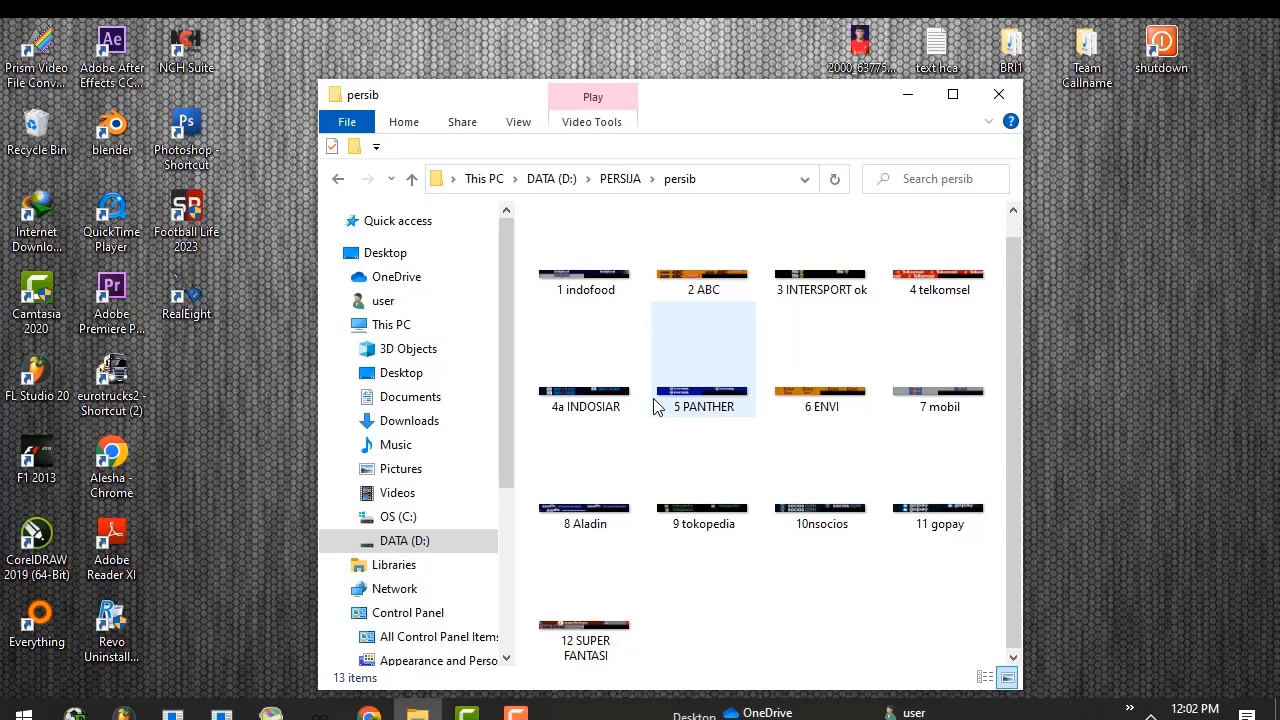 Prism Video
File Conv...
Adobe After
Effects CC...
NCH Suite
2000_63775...
text.hca
BRI1
Team
Callname
shutdown
Recycle Bin
blender
Photoshop -
Shortcut
Internet
Downlo...
QuickTime
Player
Football Life
2023
Camtasia
2020
Adobe
Premiere P...
RealEight
FL Studio 20
Shortcut (2)
F1 2013
Alesha -
Chrome
CorelDRAW
2019 (64-Bit)
Adobe
Reader XI
Everything
Revo
Uninstall...
persib
Play
File
Home
Share
View
Video Tools
This PC
DATA (D:)
PERSIJA
persib
Search persib
Quick access
Desktop
OneDrive
user
This PC
3D Objects
Desktop
Documents
Downloads
Music
Pictures
Videos
OS (C:)
DATA (D:)
Libraries
Network
Control Panel
All Control Panel Items
Appearance and Perso
1 indofood
2 ABC
3 INTERSPORT ok
4 telkomsel
4a INDOSIAR
5 PANTHER
6 ENVI
7 mobil
8 Aladin
9 tokopedia
10nsocios
11 gopay
12 SUPER
FANTASI
13 items
Desktop
OneDrive
user
12:02 PM